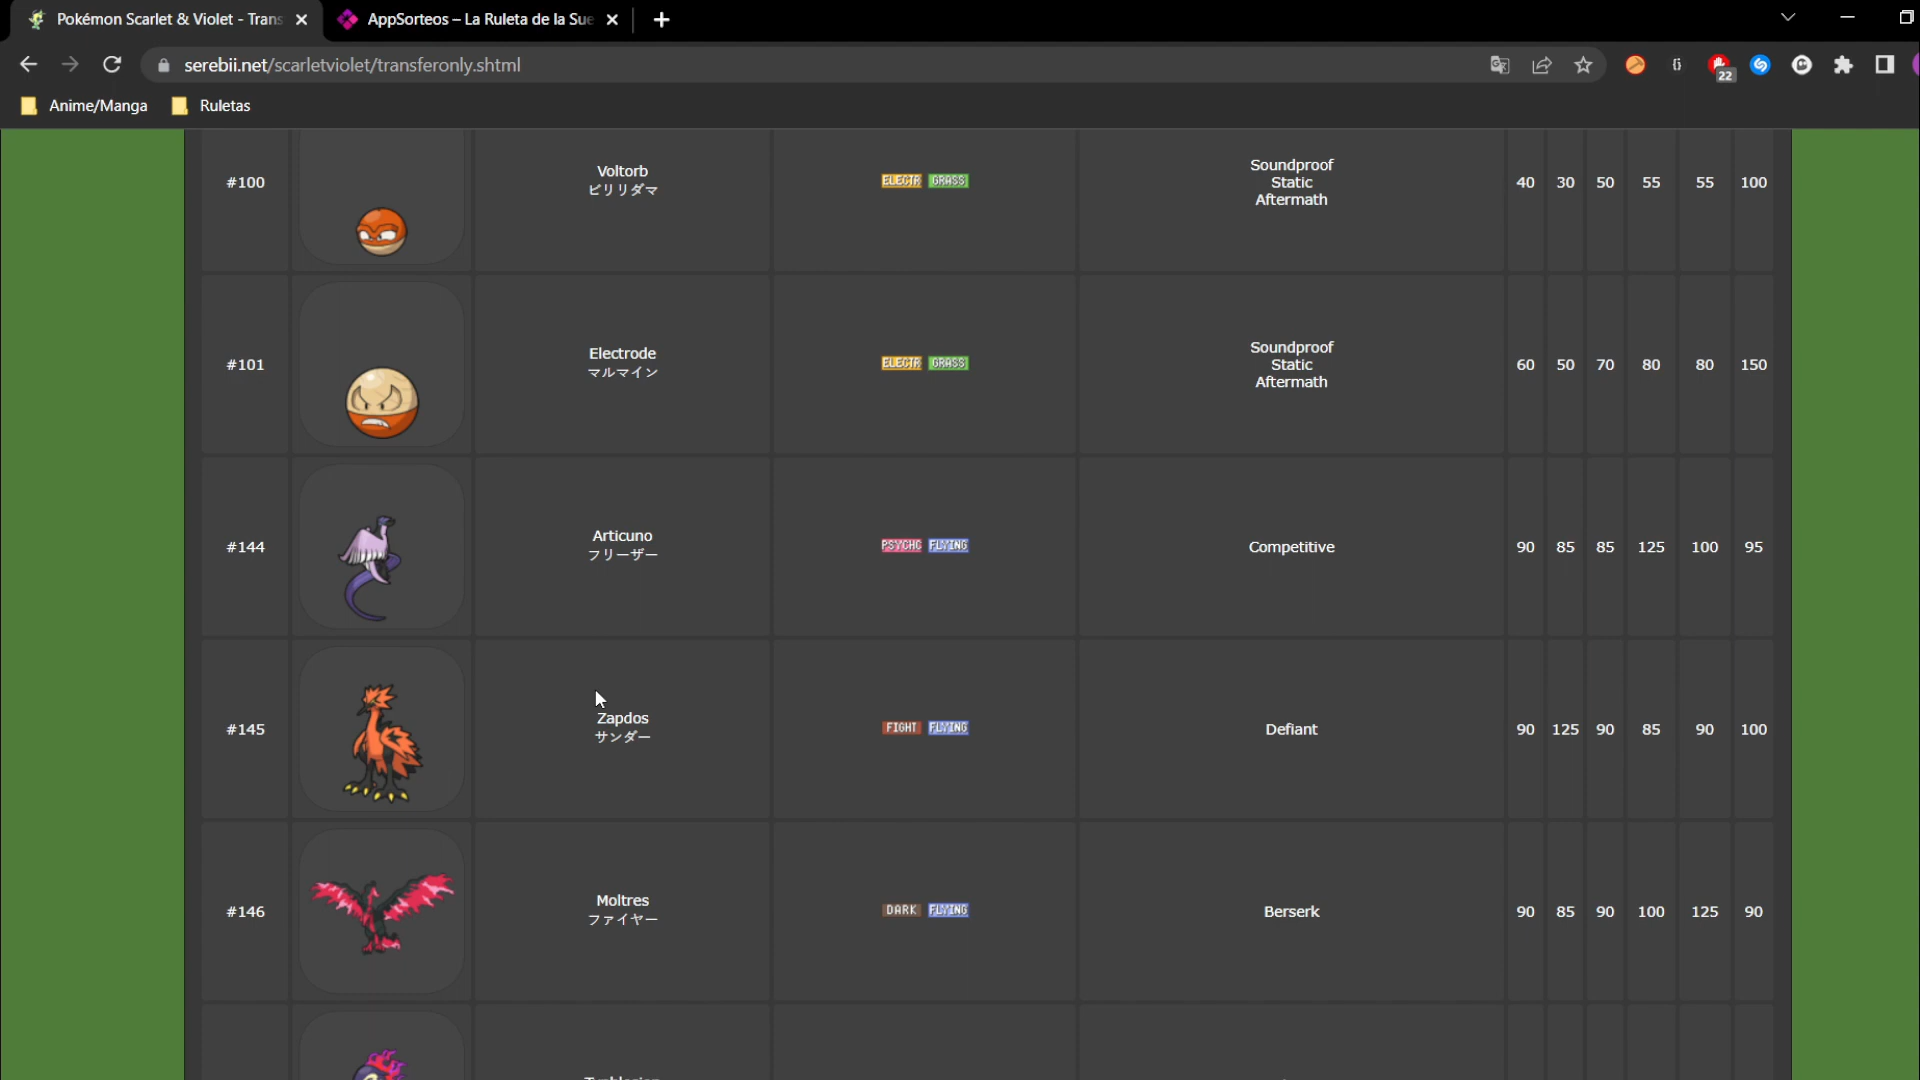 Pokémon Scarlet & Violet - Trans
AppSorteos – La Ruleta de la Sue
serebii.net/scarletviolet/transferonly.shtml
22
Anime/Manga
Ruletas
#100
Voltorb
ビリリダマ
ELECTR GRASS
Soundproof
Static
Aftermath
40 30 50 55 55 100
#101
Electrode
マルマイン
ELECTR GRASS
Soundproof
Static
Aftermath
60 50 70 80 80 150
#144
Articuno
フリーザー
PSYCHC FLYING
Competitive
90 85 85 125 100 95
#145
Zapdos
サンダー
FIGHT FLYING
Defiant
90 125 90 85 90 100
#146
Moltres
ファイヤー
DARK FLYING
Berserk
90 85 90 100 125 90